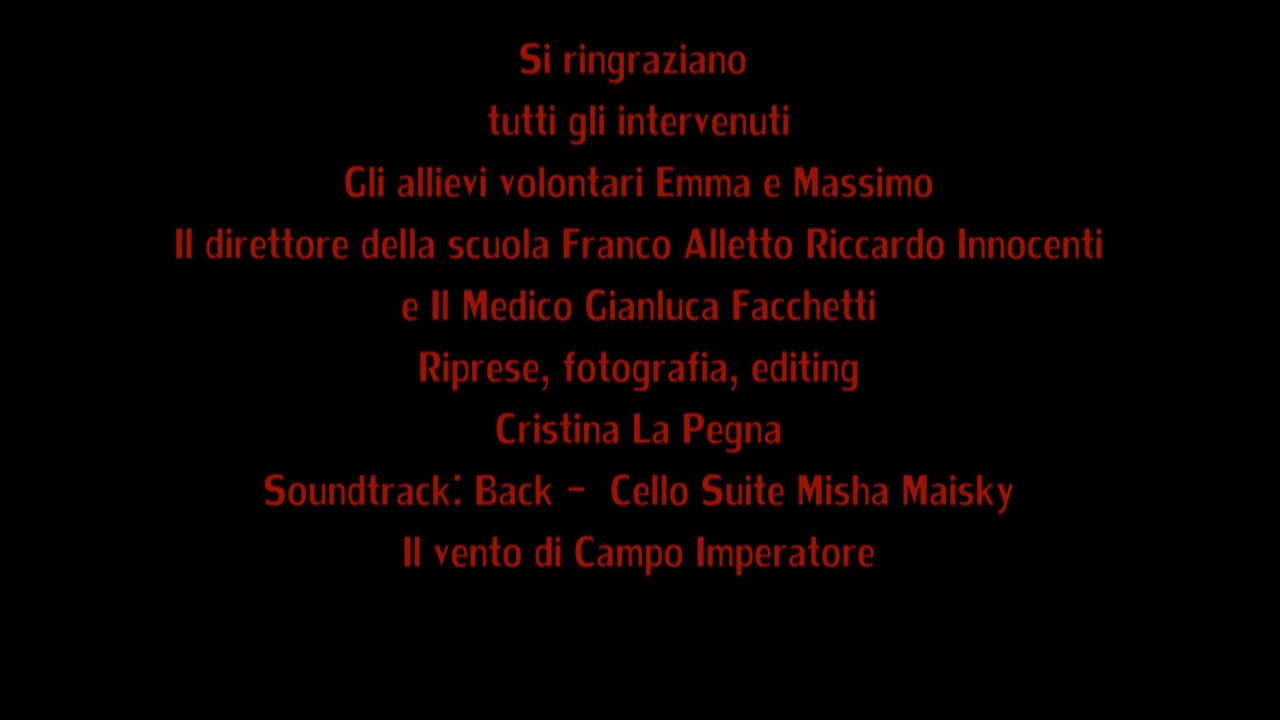 Si ringraziano
tutti gli intervenuti
Gli allievi volontari Emma e Massimo
Il direttore della scuola Franco Alletto Riccardo Innocenti
e Il Medico Gianluca Facchetti
Riprese, fotografia, editing
Cristina La Pegna
Soundtrack: Back - Cello Suite Misha Maisky
Il vento di Campo Imperatore